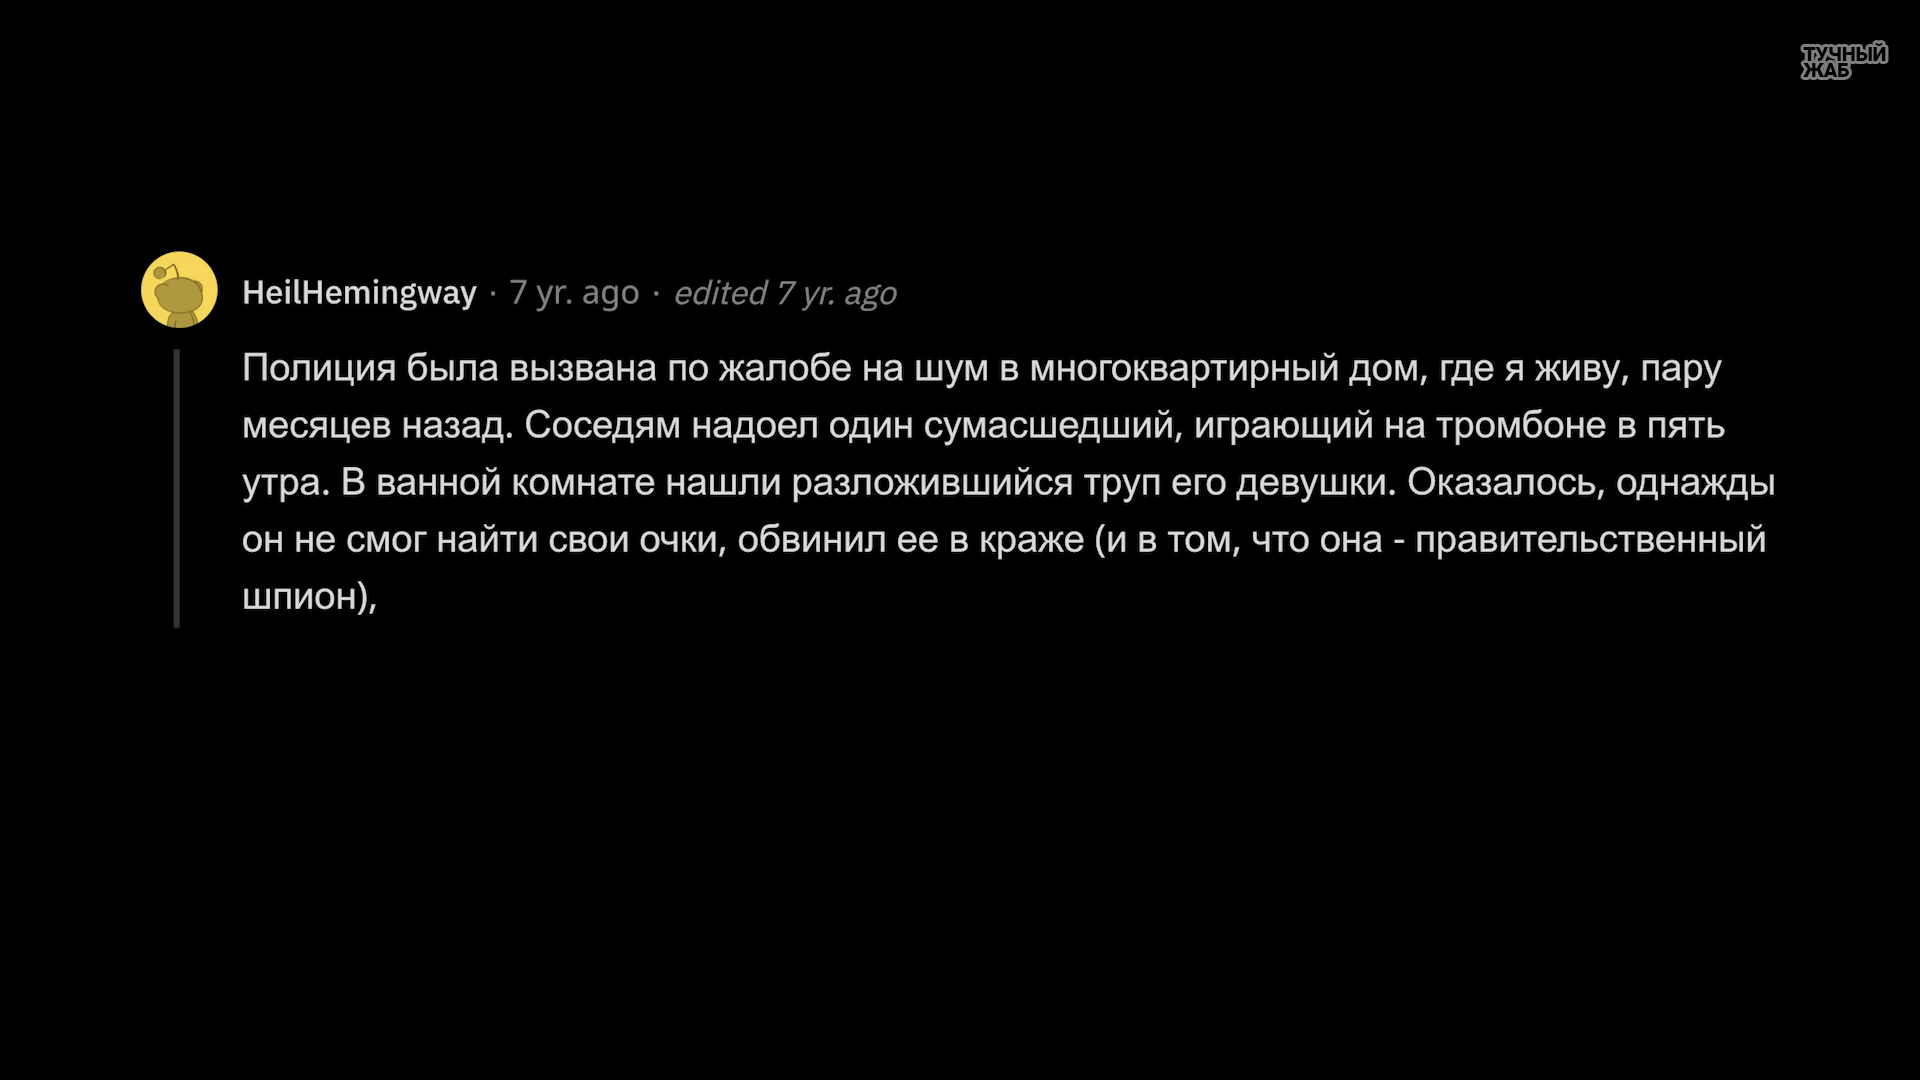 ТУЧНЫЙ
ЖАБ
HeilHemingway · 7 yr. ago · edited 7 yr. ago
Полиция была вызвана по жалобе на шум в многоквартирный дом, где я живу, пару
месяцев назад. Соседям надоел один сумасшедший, играющий на тромбоне в пять
утра. В ванной комнате нашли разложившийся труп его девушки. Оказалось, однажды
он не смог найти свои очки, обвинил ее в краже (и в том, что она - правительственный
шпион),